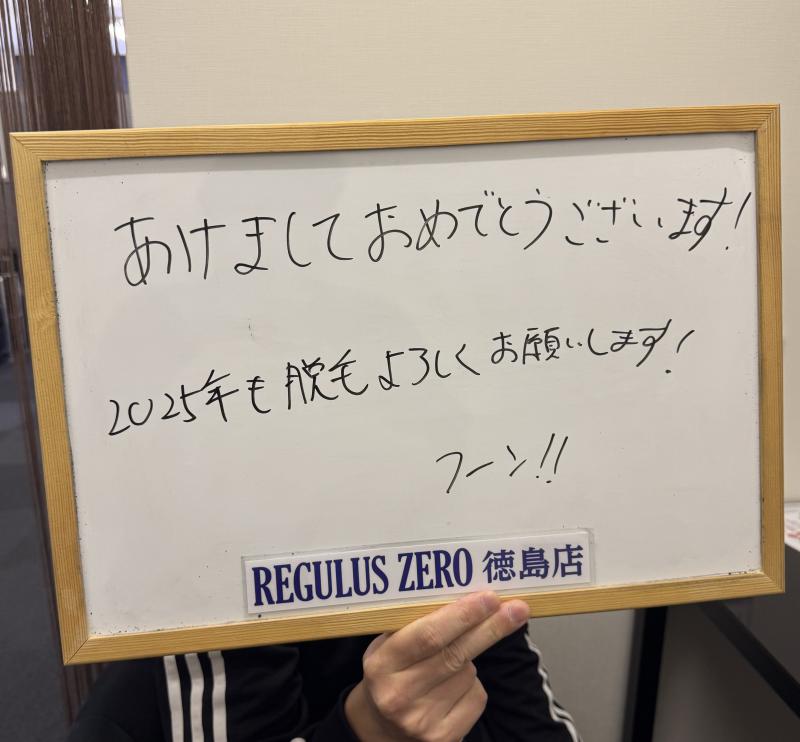 あけましておめでとうございます!
2025年も脱毛よろしくお願いします!
フーン!!
REGULUS ZERO 徳島店